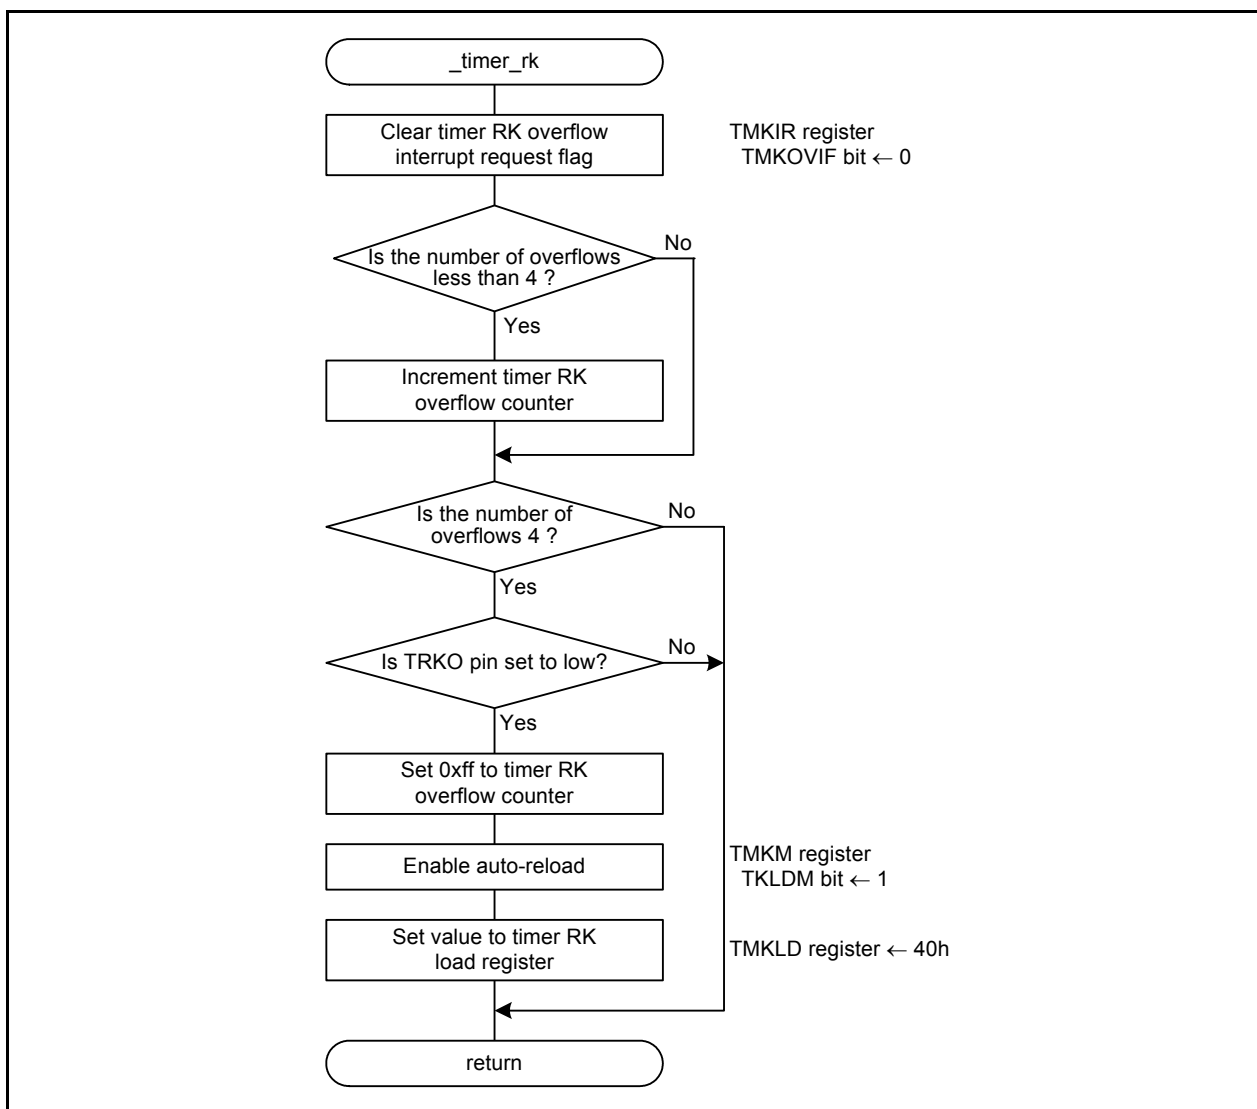 _timer_rk
Clear timer RK overflow
interrupt request flag
TMKIR register
TMKOVIF bit ← 0
Is the number of overflows
less than 4 ?
No
Yes
Increment timer RK
overflow counter
Is the number of
overflows 4 ?
No
Yes
Is TRKO pin set to low?
No
Yes
Set 0xff to timer RK
overflow counter
Enable auto-reload
TMKM register
TKLDM bit ← 1
Set value to timer RK
load register
TMKLD register ← 40h
return